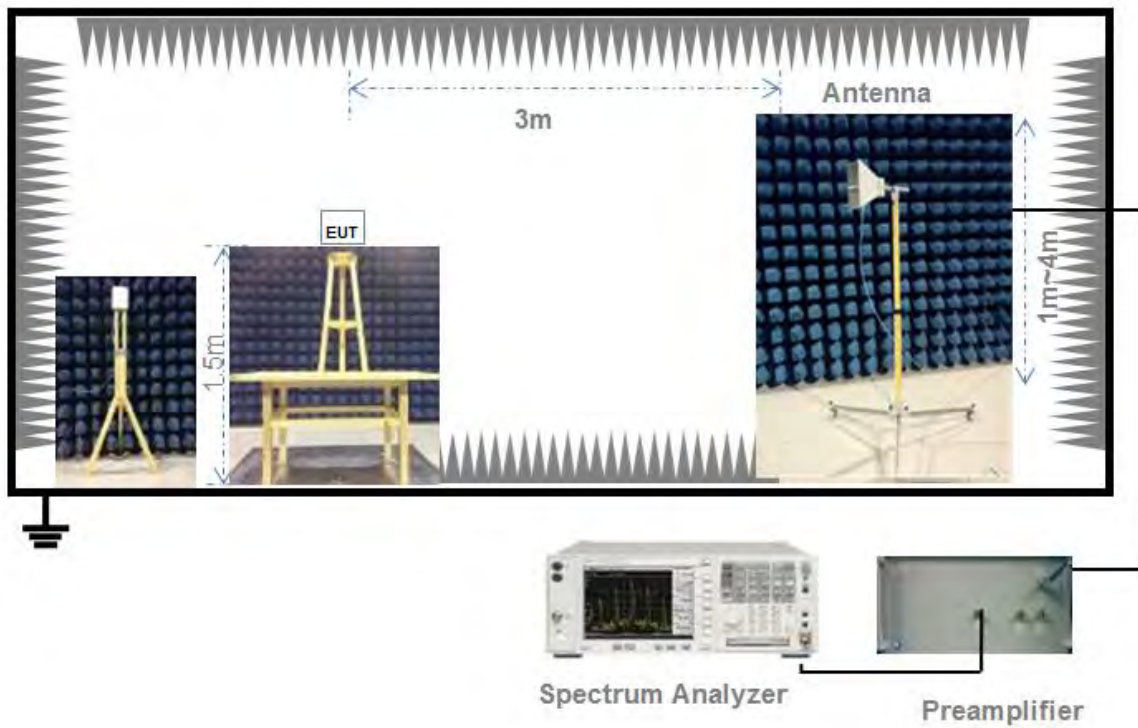 Antenna
3m
EUT
1.5m
1m~4m
Spectrum Analyzer
Preamplifier